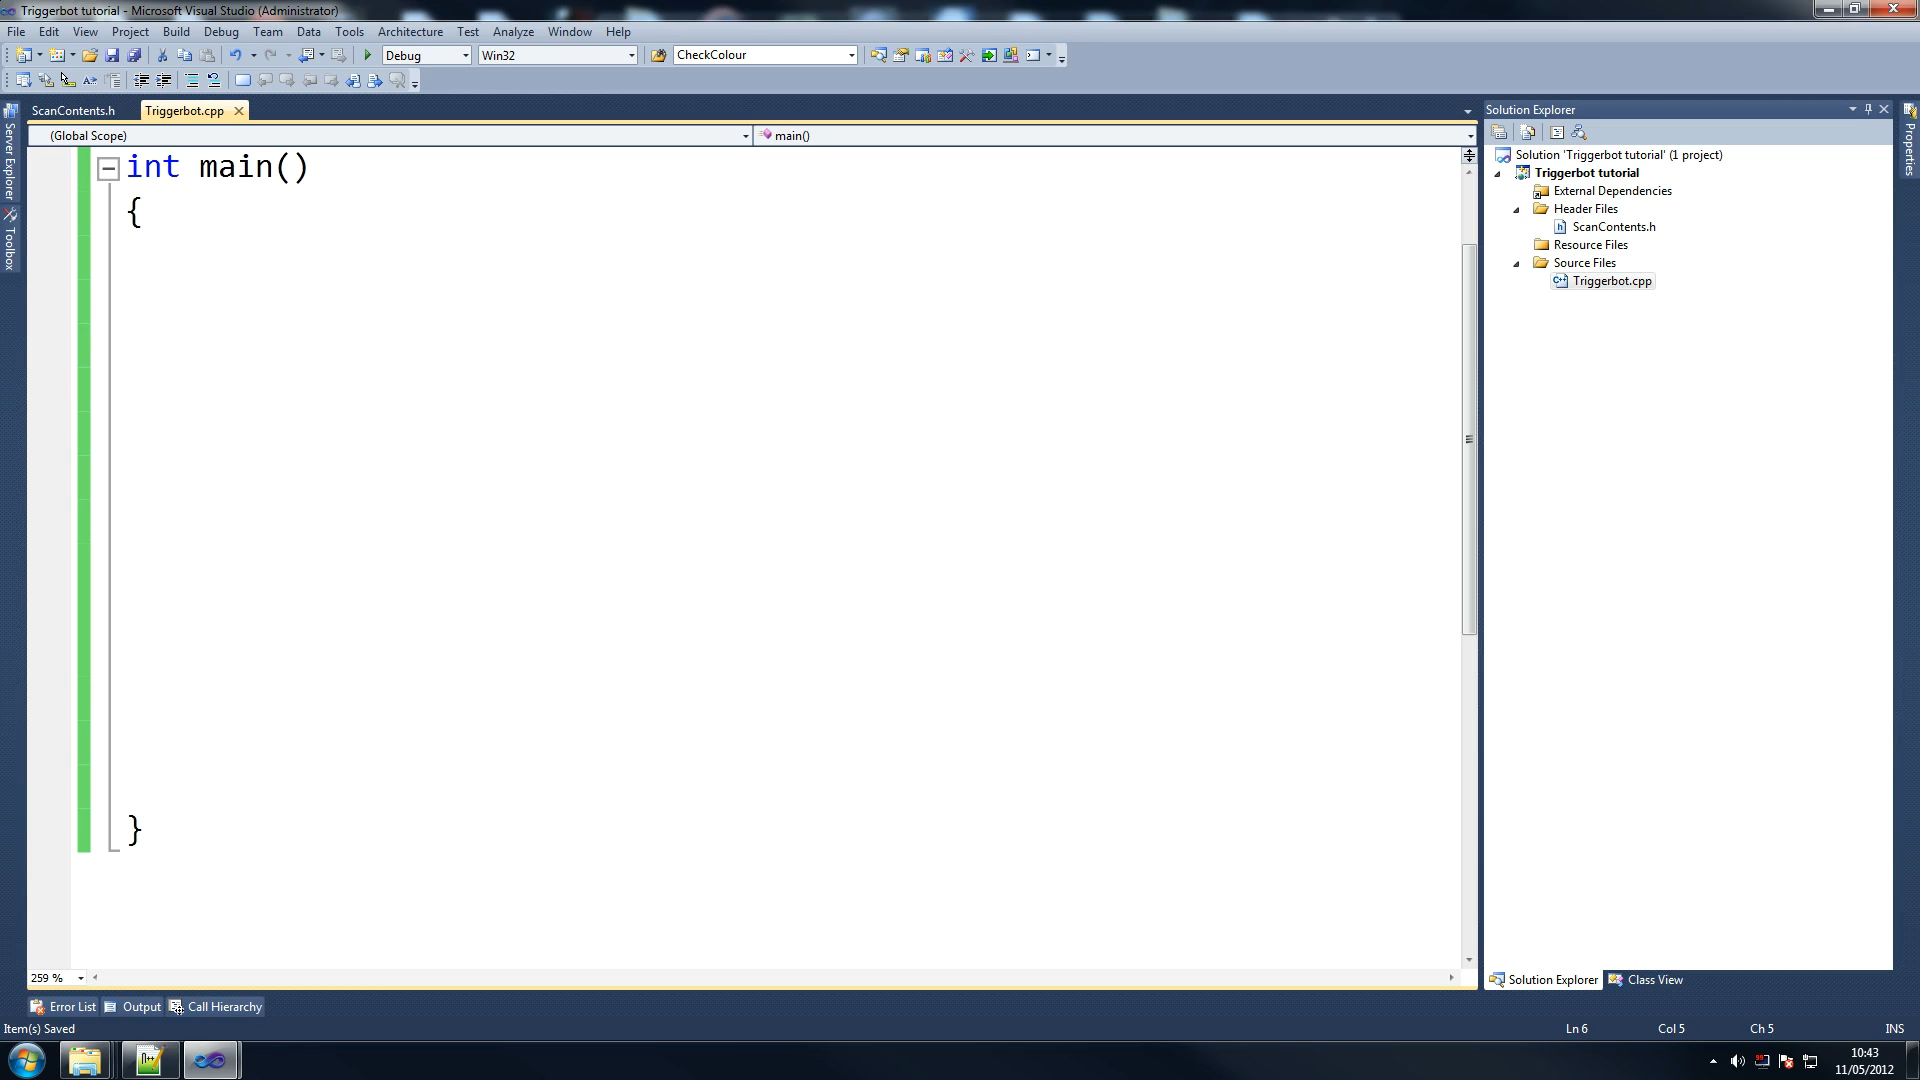 Triggerbot tutorial - Microsoft Visual Studio (Administrator)
File Edit View Project Build Debug Team Data Tools Architecture Test Analyze Window Help
Debug Win32 CheckColour
ScanContents.h Triggerbot.cpp
(Global Scope) main()
int main()
{
}
259 %
Server Explorer
Toolbox
Solution Explorer
Solution 'Triggerbot tutorial' (1 project)
Triggerbot tutorial
External Dependencies
Header Files
ScanContents.h
Resource Files
Source Files
Triggerbot.cpp
Solution Explorer Class View
Properties
Error List Output Call Hierarchy
Item(s) Saved Ln 6 Col 5 Ch 5 INS
10:43
11/05/2012